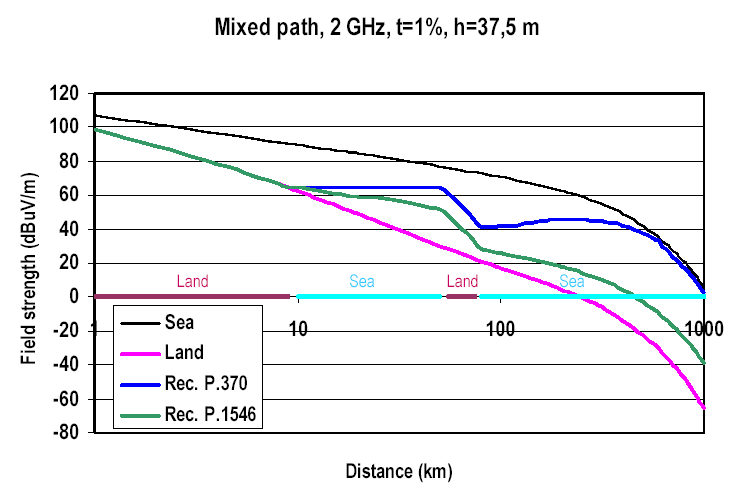 Mixed path, 2 GHz, t=1%, h=37,5 m
Field strength (dBuV/m)
120
100
80
60
40
20
0
-20
-40
-60
-80
Land
Sea
Land
Sea
1
10
100
1000
Sea
Land
Rec. P.370
Rec. P.1546
Distance (km)